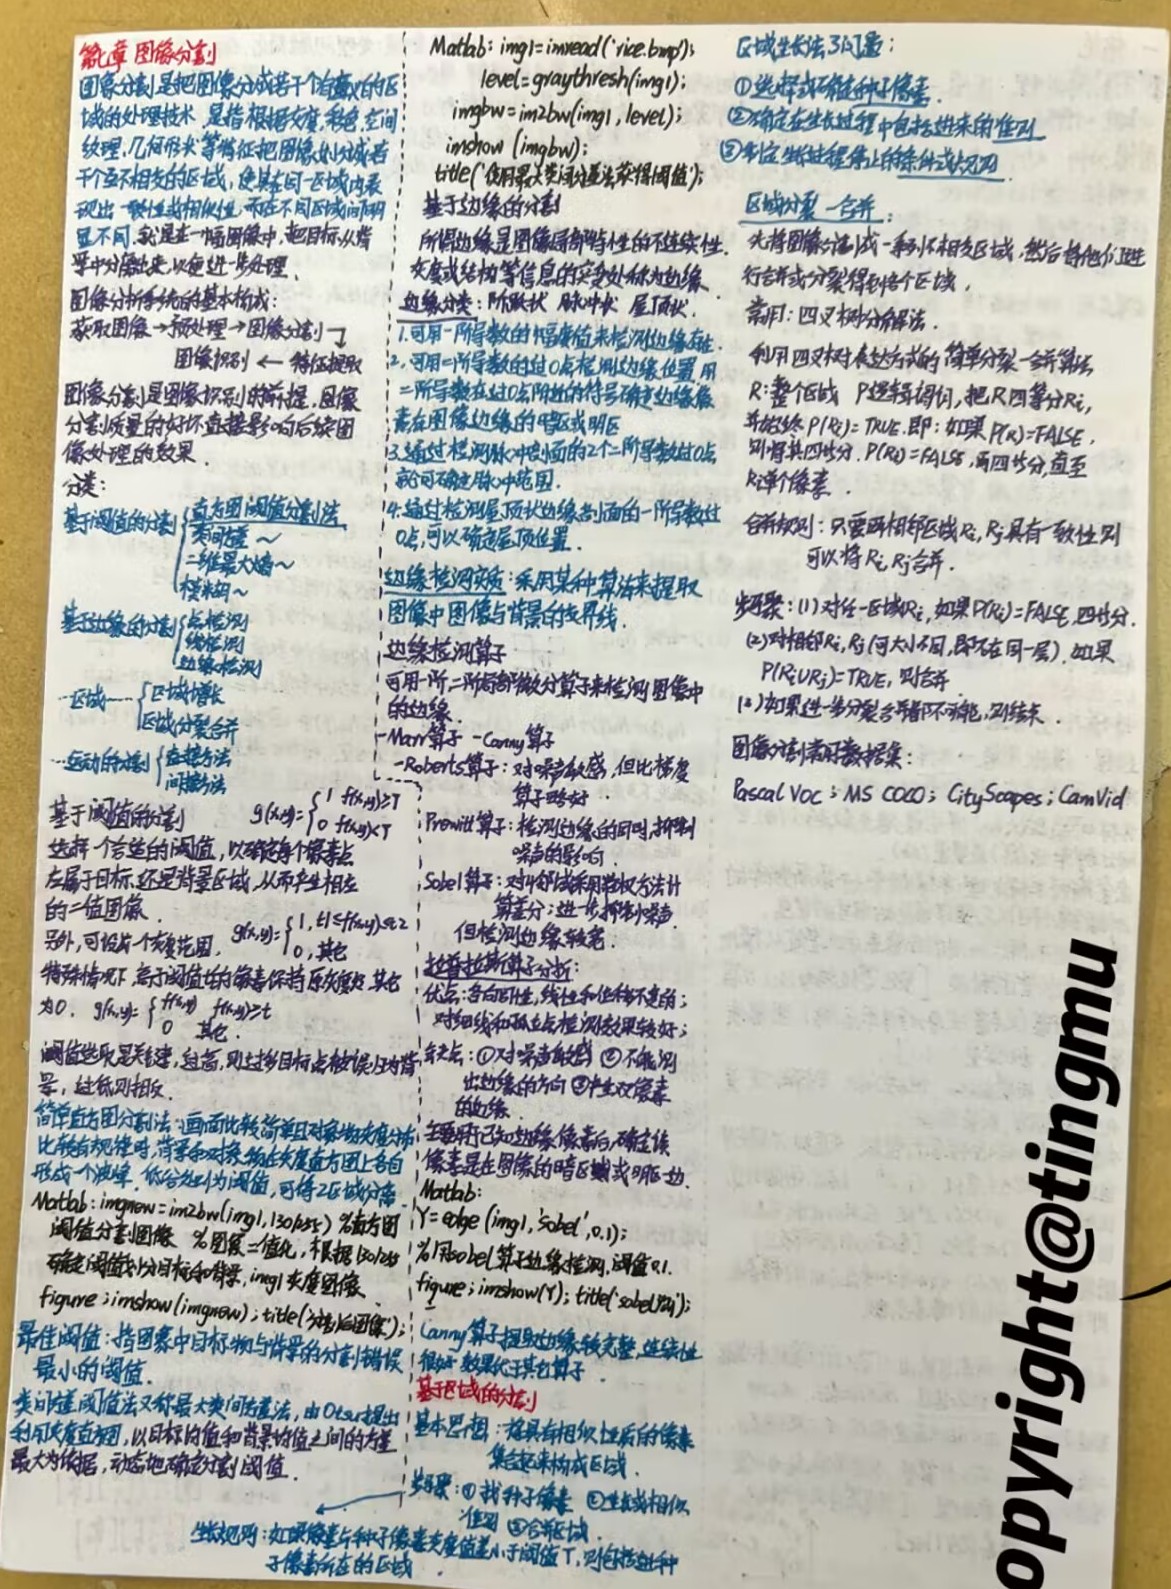 第七章 图像分割
图像分割是把图像分成若干个有意义的区
域的处理技术,是指根据灰度,彩色,空间
纹理,几何形状等特征把图像划分成若
干个互不相交的区域,使其在同一区域内表
现出一致性或相似性,而在不同区域间明
显不同,就是在一幅图像中,把目标从背
景中分离出来,以便进一步处理.
图像分析系统的基本构成:
获取图像→预处理→图像分割
图像识别 ← 特征提取
图像分割是图像识别的前提.图像
分割质量的好坏直接影响后续图
像处理的效果.
分类:
基于阈值的分割 直方图阈值分割法
类间方差~
二维最大熵~
模糊~
基于边缘的分割 点检测
线检测
边缘检测
…区域…… 区域增长
区域分裂合并
…运动的分割 直接方法
间接方法
基于阈值的分割 g(x,y)={1 f(x,y)≥T
0 f(x,y)<T
选择一个合适的阈值,以确定每个像素点
在属于目标,还是背景区域,从而产生相应
的二值图像.
另外,可设为一个灰度范围. g(x,y)={1, t1≤f(x,y)≤t2
0,其它
特殊情况下,高于阈值t的像素保持原灰度级,其它
为0. g(x,y)={f(x,y) f(x,y)≥t
0 其它.
阈值选取是关键,过高,则过多目标点被误归为背
景,过低则相反.
简单直方图分割法:画面比较简单且对象物灰度分布
比较有规律时,背景和对象物在灰度直方图上各自
形成一个波峰.低谷处则为阈值,可将2区域分离.
Matlab: imgnew=im2bw(img1,130/255) %直方图
阈值分割图像 %图像二值化,根据130/255
确定阈值划分目标和背景,img1灰度图像
figure;imshow(imgnew);title('分割后图像');
最佳阈值:指图像中目标物与背景的分割错误
最小的阈值.
类间方差阈值法又称最大类间方差法,由Otsu提出
利用灰度直方图,以目标均值和背景均值之间的方差
最大为依据,动态地确定分割阈值.
Matlab: img1=imread('rice.bmp');
level=graythresh(img1);
imgbw=im2bw(img1,level);
imshow (imgbw);
title('使用最大类间方差法获得阈值');
基于边缘的分割
所谓边缘是图像局部特性的不连续性.
灰度或结构等信息的突变处称为边缘
边缘分类:阶跃状 脉冲状 屋顶状.
1.可用一阶导数的幅度值来检测边缘存在.
2.可用二阶导数的过0点检测边缘位置.用
二阶导数在过0点附近的符号确定边缘像
素在图像边缘的暗区或明区
3.通过检测脉冲剖面的2个二阶导数过0点
就可确定脉冲范围.
4.通过检测屋顶状边缘剖面的一阶导数过
0点,可以确定屋顶位置.
边缘检测实质:采用某种算法来提取
图像中图像与背景的交界线.
边缘检测算子
可用一阶,二阶局部微分算子来检测图像中
的边缘.
-Marr算子 -Canny算子
-Roberts算子:对噪声敏感,但比梯度
算子略好
Prewitt算子:检测边缘的同时,抑制
噪声的影响.
Sobel算子:对4邻域采用带权方法计
算差分;进一步抑制噪声
但检测边缘较宽.
拉普拉斯算子分析:
优点:各向同性,线性和位移不变的;
对细线和孤立点检测效果较好;
缺点:①对噪声敏感 ②不能测
出边缘的方向③产生双像素
的边缘.
主要用于已知边缘像素后,确定该
像素是在图像的暗区或明区边.
Matlab:
Y=edge (img1,'sobel',0.1);
%用sobel算子边缘检测,阈值0.1.
figure;imshow(Y);title('sobel算子');
Canny算子提取边缘较完整,连续性
很好,效果优于其它算子.
基于区域的分割
基本思想:将具有相似性质的像素
集合起来构成区域.
步骤:①找种子像素 ②生长或相似
准则 ③合并区域.
生长规则:如果像素与种子像素灰度值差小于阈值T,则包括进种
子像素所在的区域.
区域生长法3问题:
①选择或确定种子像素.
②确定在生长过程中包括进来的准则
③制定生长过程停止的条件或规则.
区域分裂-合并:
先将图像分割成一系列不相交区域,然后将他们进
行合并或分裂得到各个区域.
常用:四叉树分解法.
利用四叉树表达方式的简单分裂-合并算法
R:整个区域 P逻辑谓词,把R四等分Ri,
并始终P(Ri)=TRUE.即:如果P(R)=FALSE,
则将其四等分.P(Ri)=FALSE,再四等分,直至
Ri单个像素.
合并规则:只要两相邻区域Ri,Rj具有一致性则
可以将Ri,Rj合并.
步骤:(1)对任一区域Ri,如果P(Ri)=FALSE,四等分.
(2)对相邻Ri,Rj(可大小不同,即不在同一层).如果
P(Ri∪Rj)=TRUE,则合并.
(3)如果进一步分裂合并都不可能,则结束.
图像分割常用数据集:
Pascal VOC; MS COCO; CityScapes; CamVid
opyright@tingmu